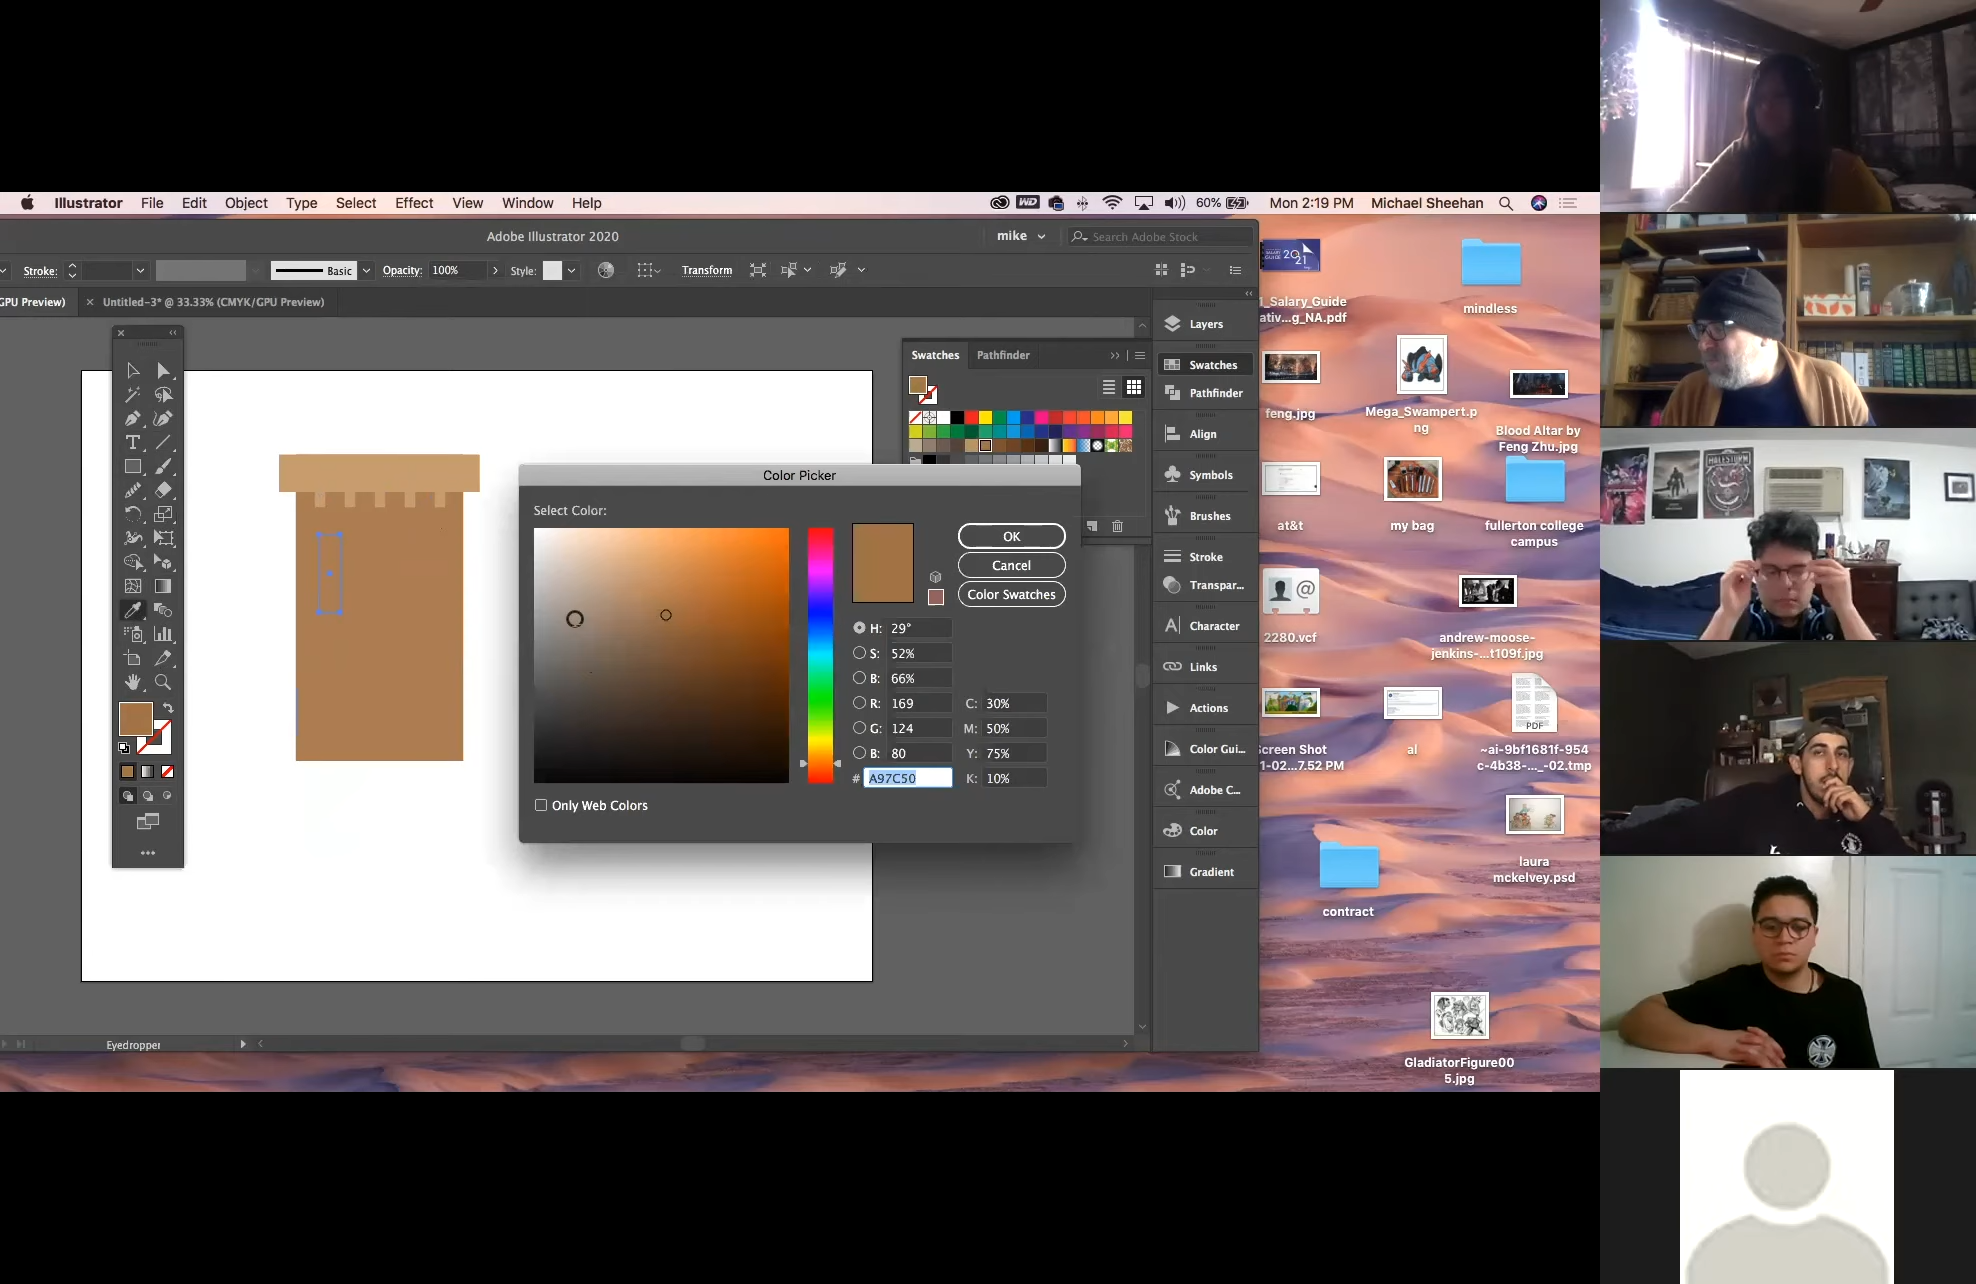 Illustrator File Edit Object Type Select Effect View Window Help
60% Mon 2:19 PM Michael Sheehan
Adobe Illustrator 2020
mike
Search Adobe Stock
Stroke: Basic Opacity: 100% Style: Transform
GPU Preview) × Untitled-3* @ 33.33% (CMYK/GPU Preview)
Swatches Pathfinder
Color Picker
Select Color:
OK
Cancel
Color Swatches
H: 29°
S: 52%
B: 66%
R: 169 C: 30%
G: 124 M: 50%
B: 80 Y: 75%
# A97C50 K: 10%
Only Web Colors
Eyedropper
Layers
Swatches
Pathfinder
Align
Symbols
Brushes
Stroke
Transpar...
Character
Links
Actions
Color Gui...
Adobe C...
Color
Gradient
2021
1_Salary_Guide
ativ...g_NA.pdf
mindless
feng.jpg
Mega_Swampert.p
ng
Blood Altar by
Feng Zhu.jpg
at&t
my bag
fullerton college
campus
2280.vcf
andrew-moose-
jenkins-...t109f.jpg
Screen Shot
1-02...7.52 PM
al
PDF
~ai-9bf1681f-954
c-4b38-..._-02.tmp
laura
mckelvey.psd
contract
GladiatorFigure00
5.jpg